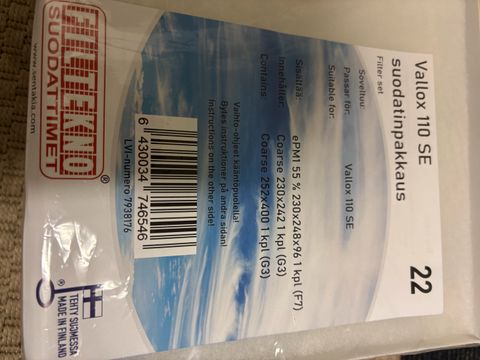 Vallox 110 SE
suodatinpakkaus
Filter set
22
Soveltuu:
Passar för:
Suitable for:
Vallox 110 SE
Sisältää:
Innehåller:
Contains:
ePM1 55 % 230x248x96 1 kpl (F7)
Coarse 230x242 1 kpl (G3)
Coarse 252x400 1 kpl (G3)
Vaihto-ohjeet kääntöpuolella!
Bytes instruktioner på andra sidan!
Instructions on the other side!
6 430034 746546
LVI-numero 7938176
FILTTEKNO®
SUODATTIMET
www.sentakia.com
TEHTY SUOMESSA
MADE IN FINLAND